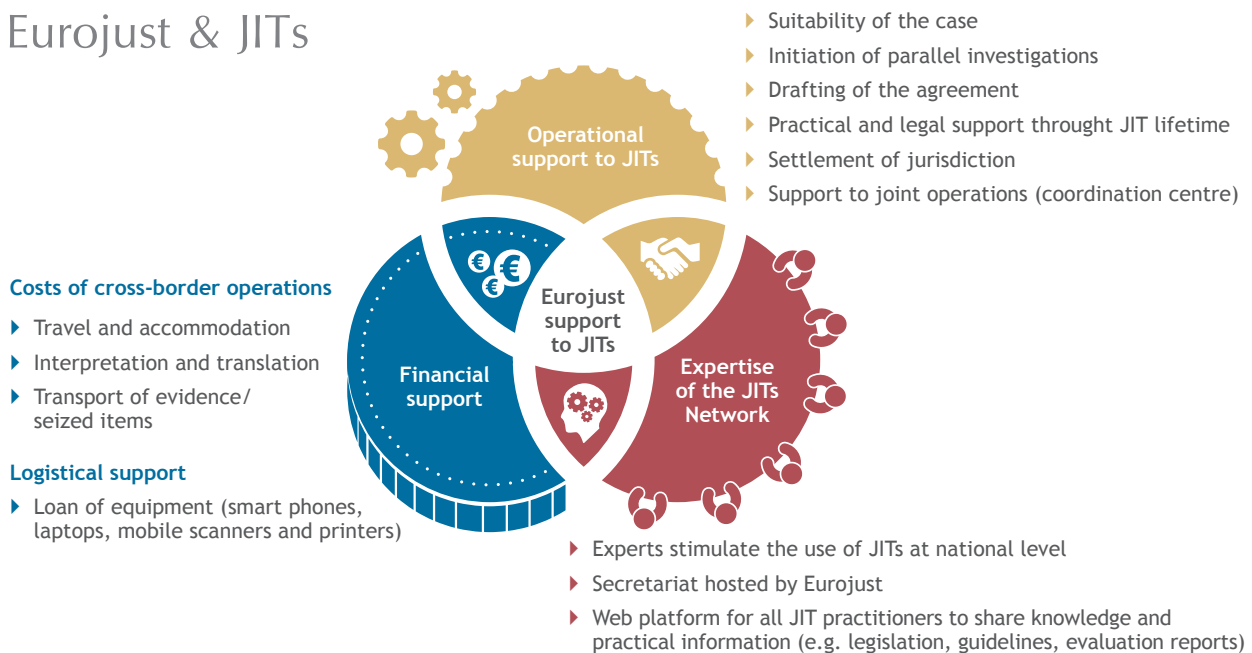 Eurojust & JITs
Suitability of the case
Initiation of parallel investigations
Drafting of the agreement
Practical and legal support throught JIT lifetime
Settlement of jurisdiction
Support to joint operations (coordination centre)
Operational
support to JITs
€
€
€
Eurojust
support
to JITs
Financial
support
Expertise
of the JITs
Network
Costs of cross-border operations
Travel and accommodation
Interpretation and translation
Transport of evidence/
seized items
Logistical support
Loan of equipment (smart phones,
laptops, mobile scanners and printers)
Experts stimulate the use of JITs at national level
Secretariat hosted by Eurojust
Web platform for all JIT practitioners to share knowledge and
practical information (e.g. legislation, guidelines, evaluation reports)